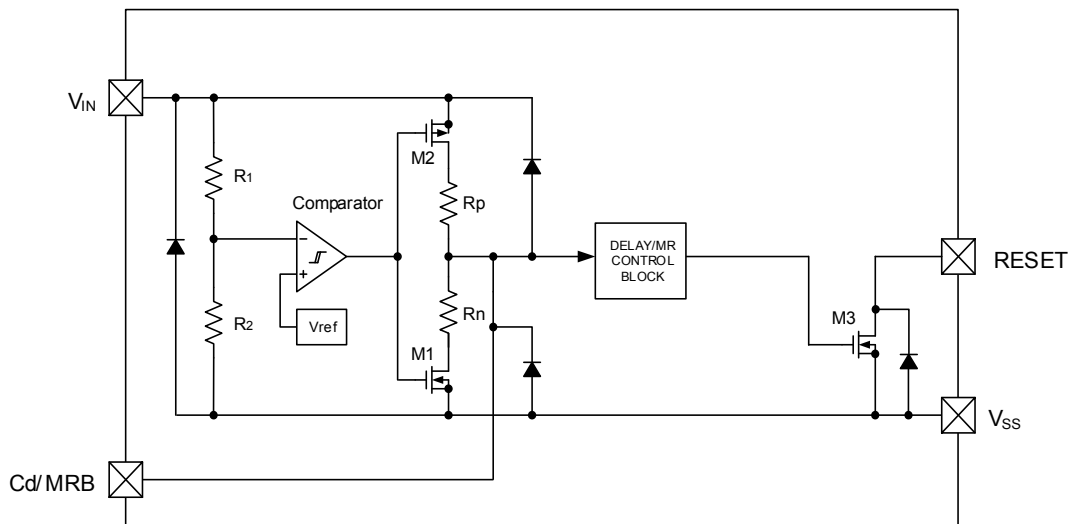 VIN
M2
R1
Comparator
Rp
−
+
DELAY/MR
CONTROL
BLOCK
RESET
R2
Vref
Rn
M1
M3
VSS
Cd/MRB